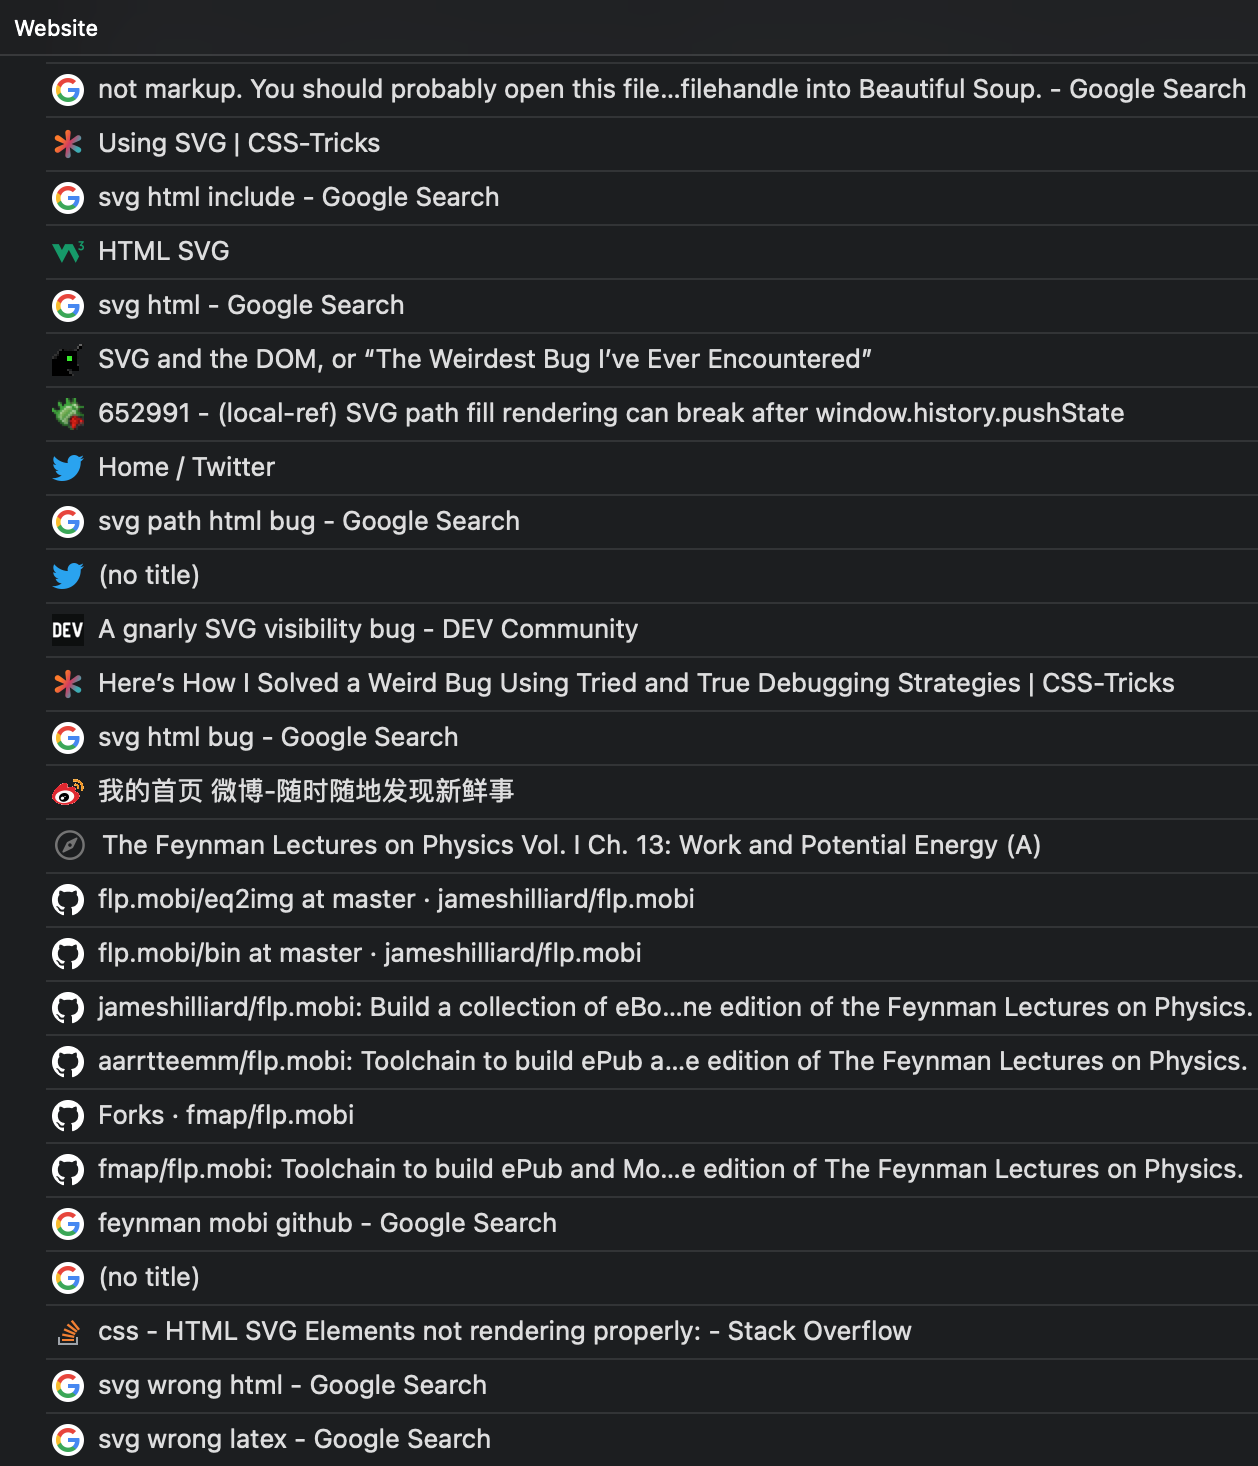 Website
not markup. You should probably open this file...filehandle into Beautiful Soup. - Google Search
Using SVG | CSS-Tricks
svg html include - Google Search
HTML SVG
svg html - Google Search
SVG and the DOM, or “The Weirdest Bug I’ve Ever Encountered”
652991 - (local-ref) SVG path fill rendering can break after window.history.pushState
Home / Twitter
svg path html bug - Google Search
(no title)
DEV A gnarly SVG visibility bug - DEV Community
Here’s How I Solved a Weird Bug Using Tried and True Debugging Strategies | CSS-Tricks
svg html bug - Google Search
我的首页 微博-随时随地发现新鲜事
The Feynman Lectures on Physics Vol. I Ch. 13: Work and Potential Energy (A)
flp.mobi/eq2img at master · jameshilliard/flp.mobi
flp.mobi/bin at master · jameshilliard/flp.mobi
jameshilliard/flp.mobi: Build a collection of eBo...ne edition of the Feynman Lectures on Physics.
aarrtteemm/flp.mobi: Toolchain to build ePub a...e edition of The Feynman Lectures on Physics.
Forks · fmap/flp.mobi
fmap/flp.mobi: Toolchain to build ePub and Mo...e edition of The Feynman Lectures on Physics.
feynman mobi github - Google Search
(no title)
css - HTML SVG Elements not rendering properly: - Stack Overflow
svg wrong html - Google Search
svg wrong latex - Google Search